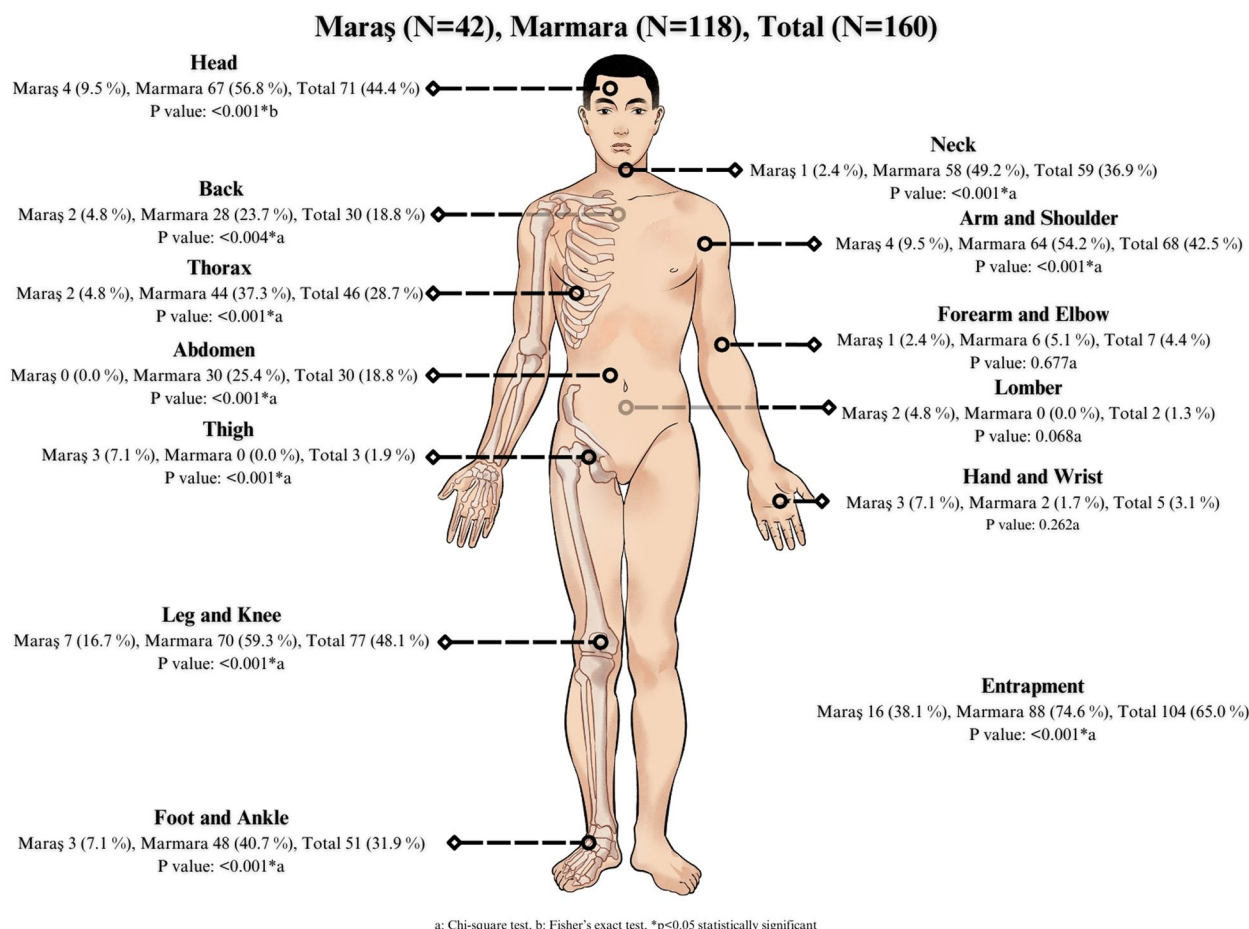 Maraş (N=42), Marmara (N=118), Total (N=160)
Head
Maraş 4 (9.5 %), Marmara 67 (56.8 %), Total 71 (44.4 %)
P value: <0.001*b
Neck
Maraş 1 (2.4 %), Marmara 58 (49.2 %), Total 59 (36.9 %)
P value: <0.001*a
Back
Maraş 2 (4.8 %), Marmara 28 (23.7 %), Total 30 (18.8 %)
P value: <0.004*a
Arm and Shoulder
Maraş 4 (9.5 %), Marmara 64 (54.2 %), Total 68 (42.5 %)
P value: <0.001*a
Thorax
Maraş 2 (4.8 %), Marmara 44 (37.3 %), Total 46 (28.7 %)
P value: <0.001*a
Forearm and Elbow
Maraş 1 (2.4 %), Marmara 6 (5.1 %), Total 7 (4.4 %)
P value: 0.677a
Abdomen
Maraş 0 (0.0 %), Marmara 30 (25.4 %), Total 30 (18.8 %)
P value: <0.001*a
Lomber
Maraş 2 (4.8 %), Marmara 0 (0.0 %), Total 2 (1.3 %)
P value: 0.068a
Thigh
Maraş 3 (7.1 %), Marmara 0 (0.0 %), Total 3 (1.9 %)
P value: <0.001*a
Hand and Wrist
Maraş 3 (7.1 %), Marmara 2 (1.7 %), Total 5 (3.1 %)
P value: 0.262a
Leg and Knee
Maraş 7 (16.7 %), Marmara 70 (59.3 %), Total 77 (48.1 %)
P value: <0.001*a
Entrapment
Maraş 16 (38.1 %), Marmara 88 (74.6 %), Total 104 (65.0 %)
P value: <0.001*a
Foot and Ankle
Maraş 3 (7.1 %), Marmara 48 (40.7 %), Total 51 (31.9 %)
P value: <0.001*a
a: Chi-square test, b: Fisher's exact test, *p<0.05 statistically significant